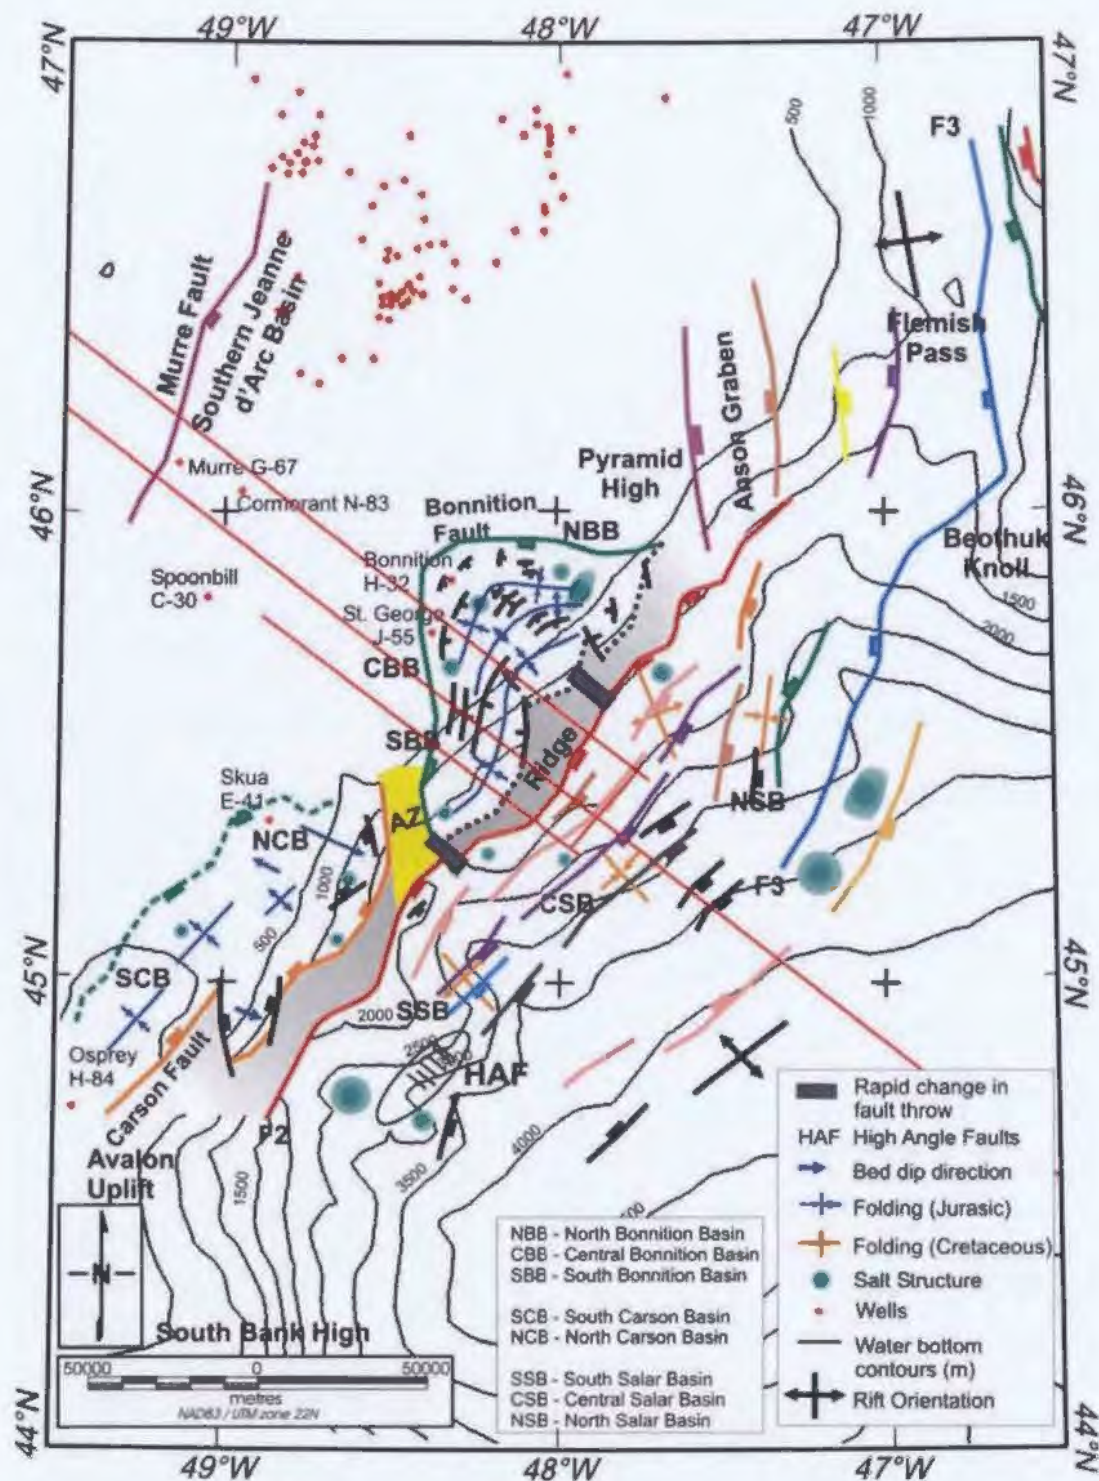 49°W
48°W
47°W
47°N
47°N
500
1000
F3
Murre Fault
Southern Jeanne
d'Arc Basin
Flemish
Pass
Anson Graben
Pyramid
High
Murre G-67
Cormorant N-83
46°N
46°N
Bonnition
Fault
NBB
Beothuk
Knoll
Bonnition
H-32
Spoonbill
C-30
1500
St. George
J-55
2000
CBB
SBB
Ridge
Skua
E-41
NSB
AZ
NCB
1000
F3
CSB
500
45°N
45°N
SCB
2000
SSB
2500
Osprey
H-84
HAF
Carson Fault
F2
4000
Avalon
Uplift
1500
3500
N
South Bank High
50000
0
50000
metres
NAD83 / UTM zone 22N
NBB - North Bonnition Basin
CBB - Central Bonnition Basin
SBB - South Bonnition Basin
SCB - South Carson Basin
NCB - North Carson Basin
SSB - South Salar Basin
CSB - Central Salar Basin
NSB - North Salar Basin
Rapid change in
fault throw
HAF High Angle Faults
Bed dip direction
Folding (Jurasic)
Folding (Cretaceous)
Salt Structure
Wells
Water bottom
contours (m)
Rift Orientation
44°N
44°N
49°W
48°W
47°W